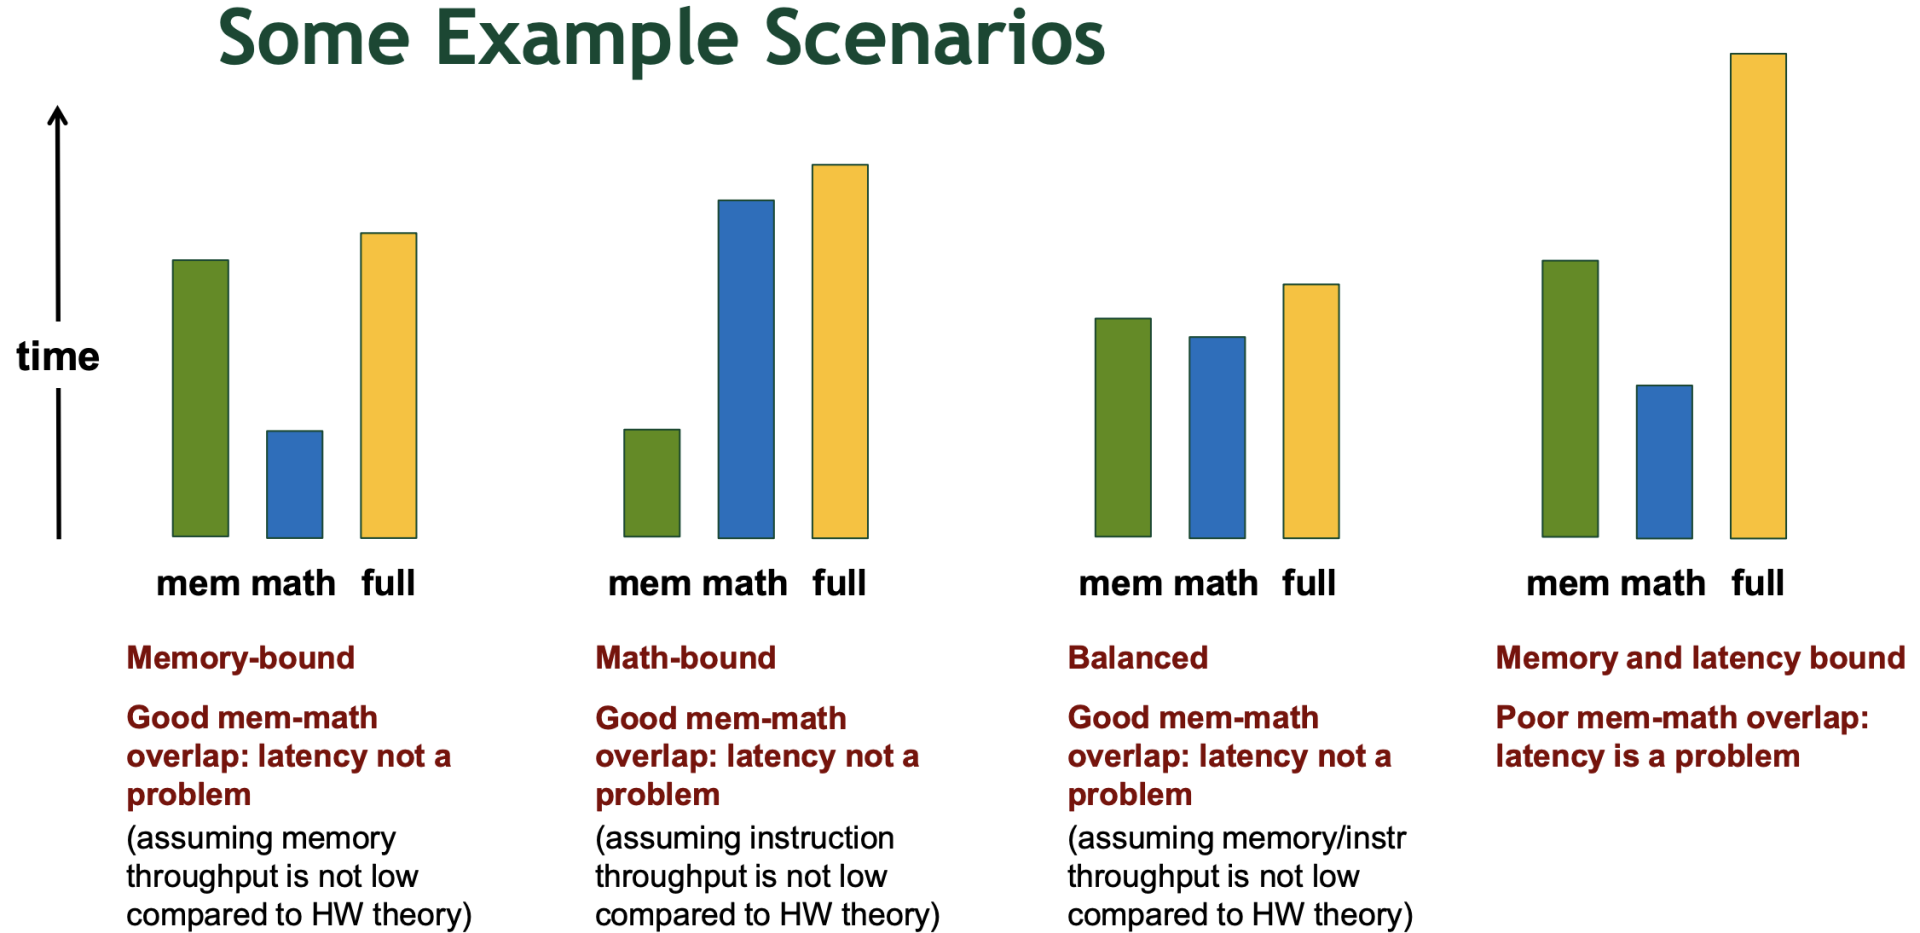 Some Example Scenarios
time
mem math full
mem math full
mem math full
mem math full
Memory-bound
Good mem-math
overlap: latency not a
problem
(assuming memory
throughput is not low
compared to HW theory)
Math-bound
Good mem-math
overlap: latency not a
problem
(assuming instruction
throughput is not low
compared to HW theory)
Balanced
Good mem-math
overlap: latency not a
problem
(assuming memory/instr
throughput is not low
compared to HW theory)
Memory and latency bound
Poor mem-math overlap:
latency is a problem